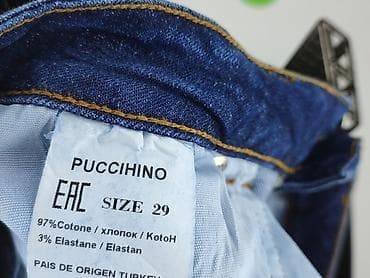 PUCCIHINO
EAC SIZE 29
97%Cotone / хлопок / KotoH
3% Elastane / Elastan
PAIS DE ORIGEN TURKEY